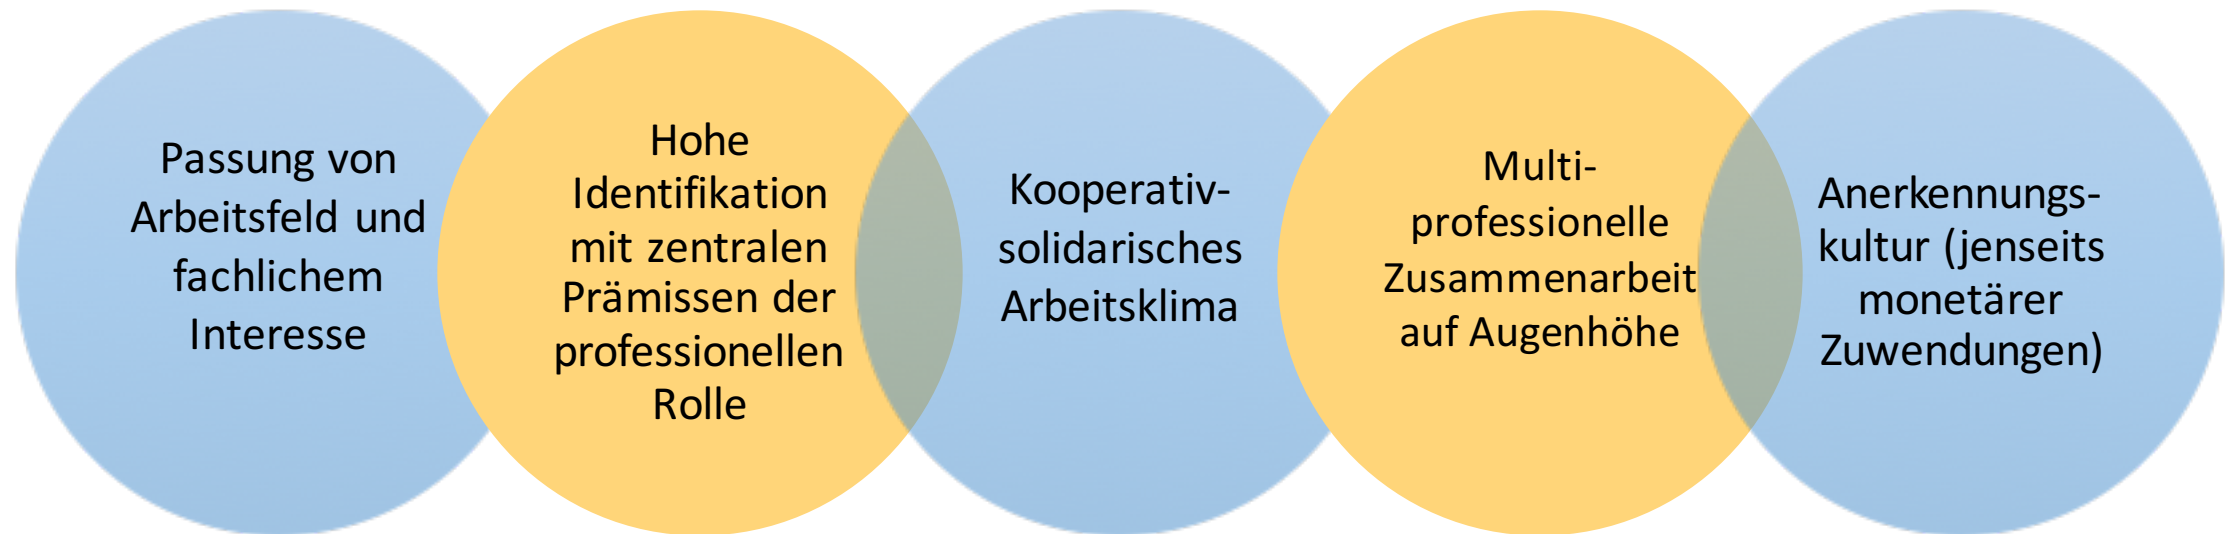 Passung von
Arbeitsfeld und
fachlichem
Interesse
Hohe
Identifikation
mit zentralen
Prämissen der
professionellen
Rolle
Kooperativ-
solidarisches
Arbeitsklima
Multi-
professionelle
Zusammenarbeit
auf Augenhöhe
Anerkennungs-
kultur (jenseits
monetärer
Zuwendungen)